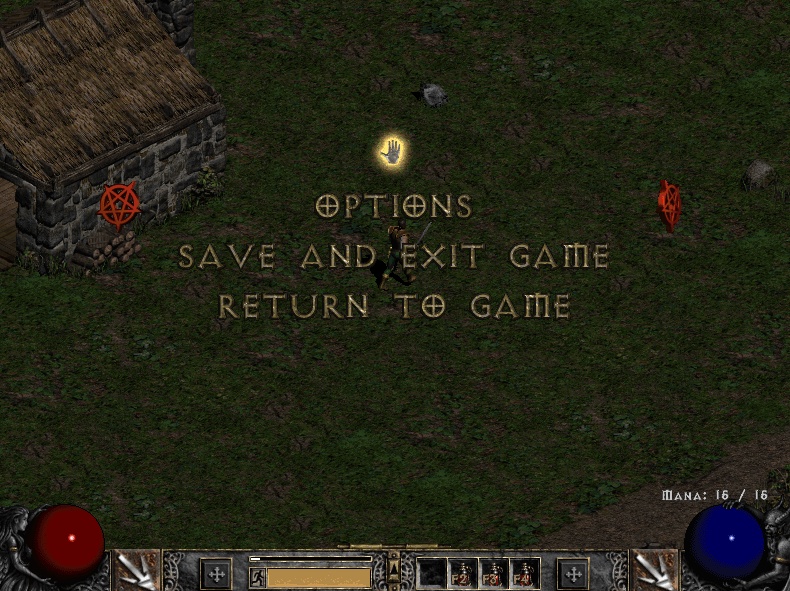 OPTIONS
SAVE AND EXIT GAME
RETURN TO GAME
MANA: 16 / 16
F2 F3 F4